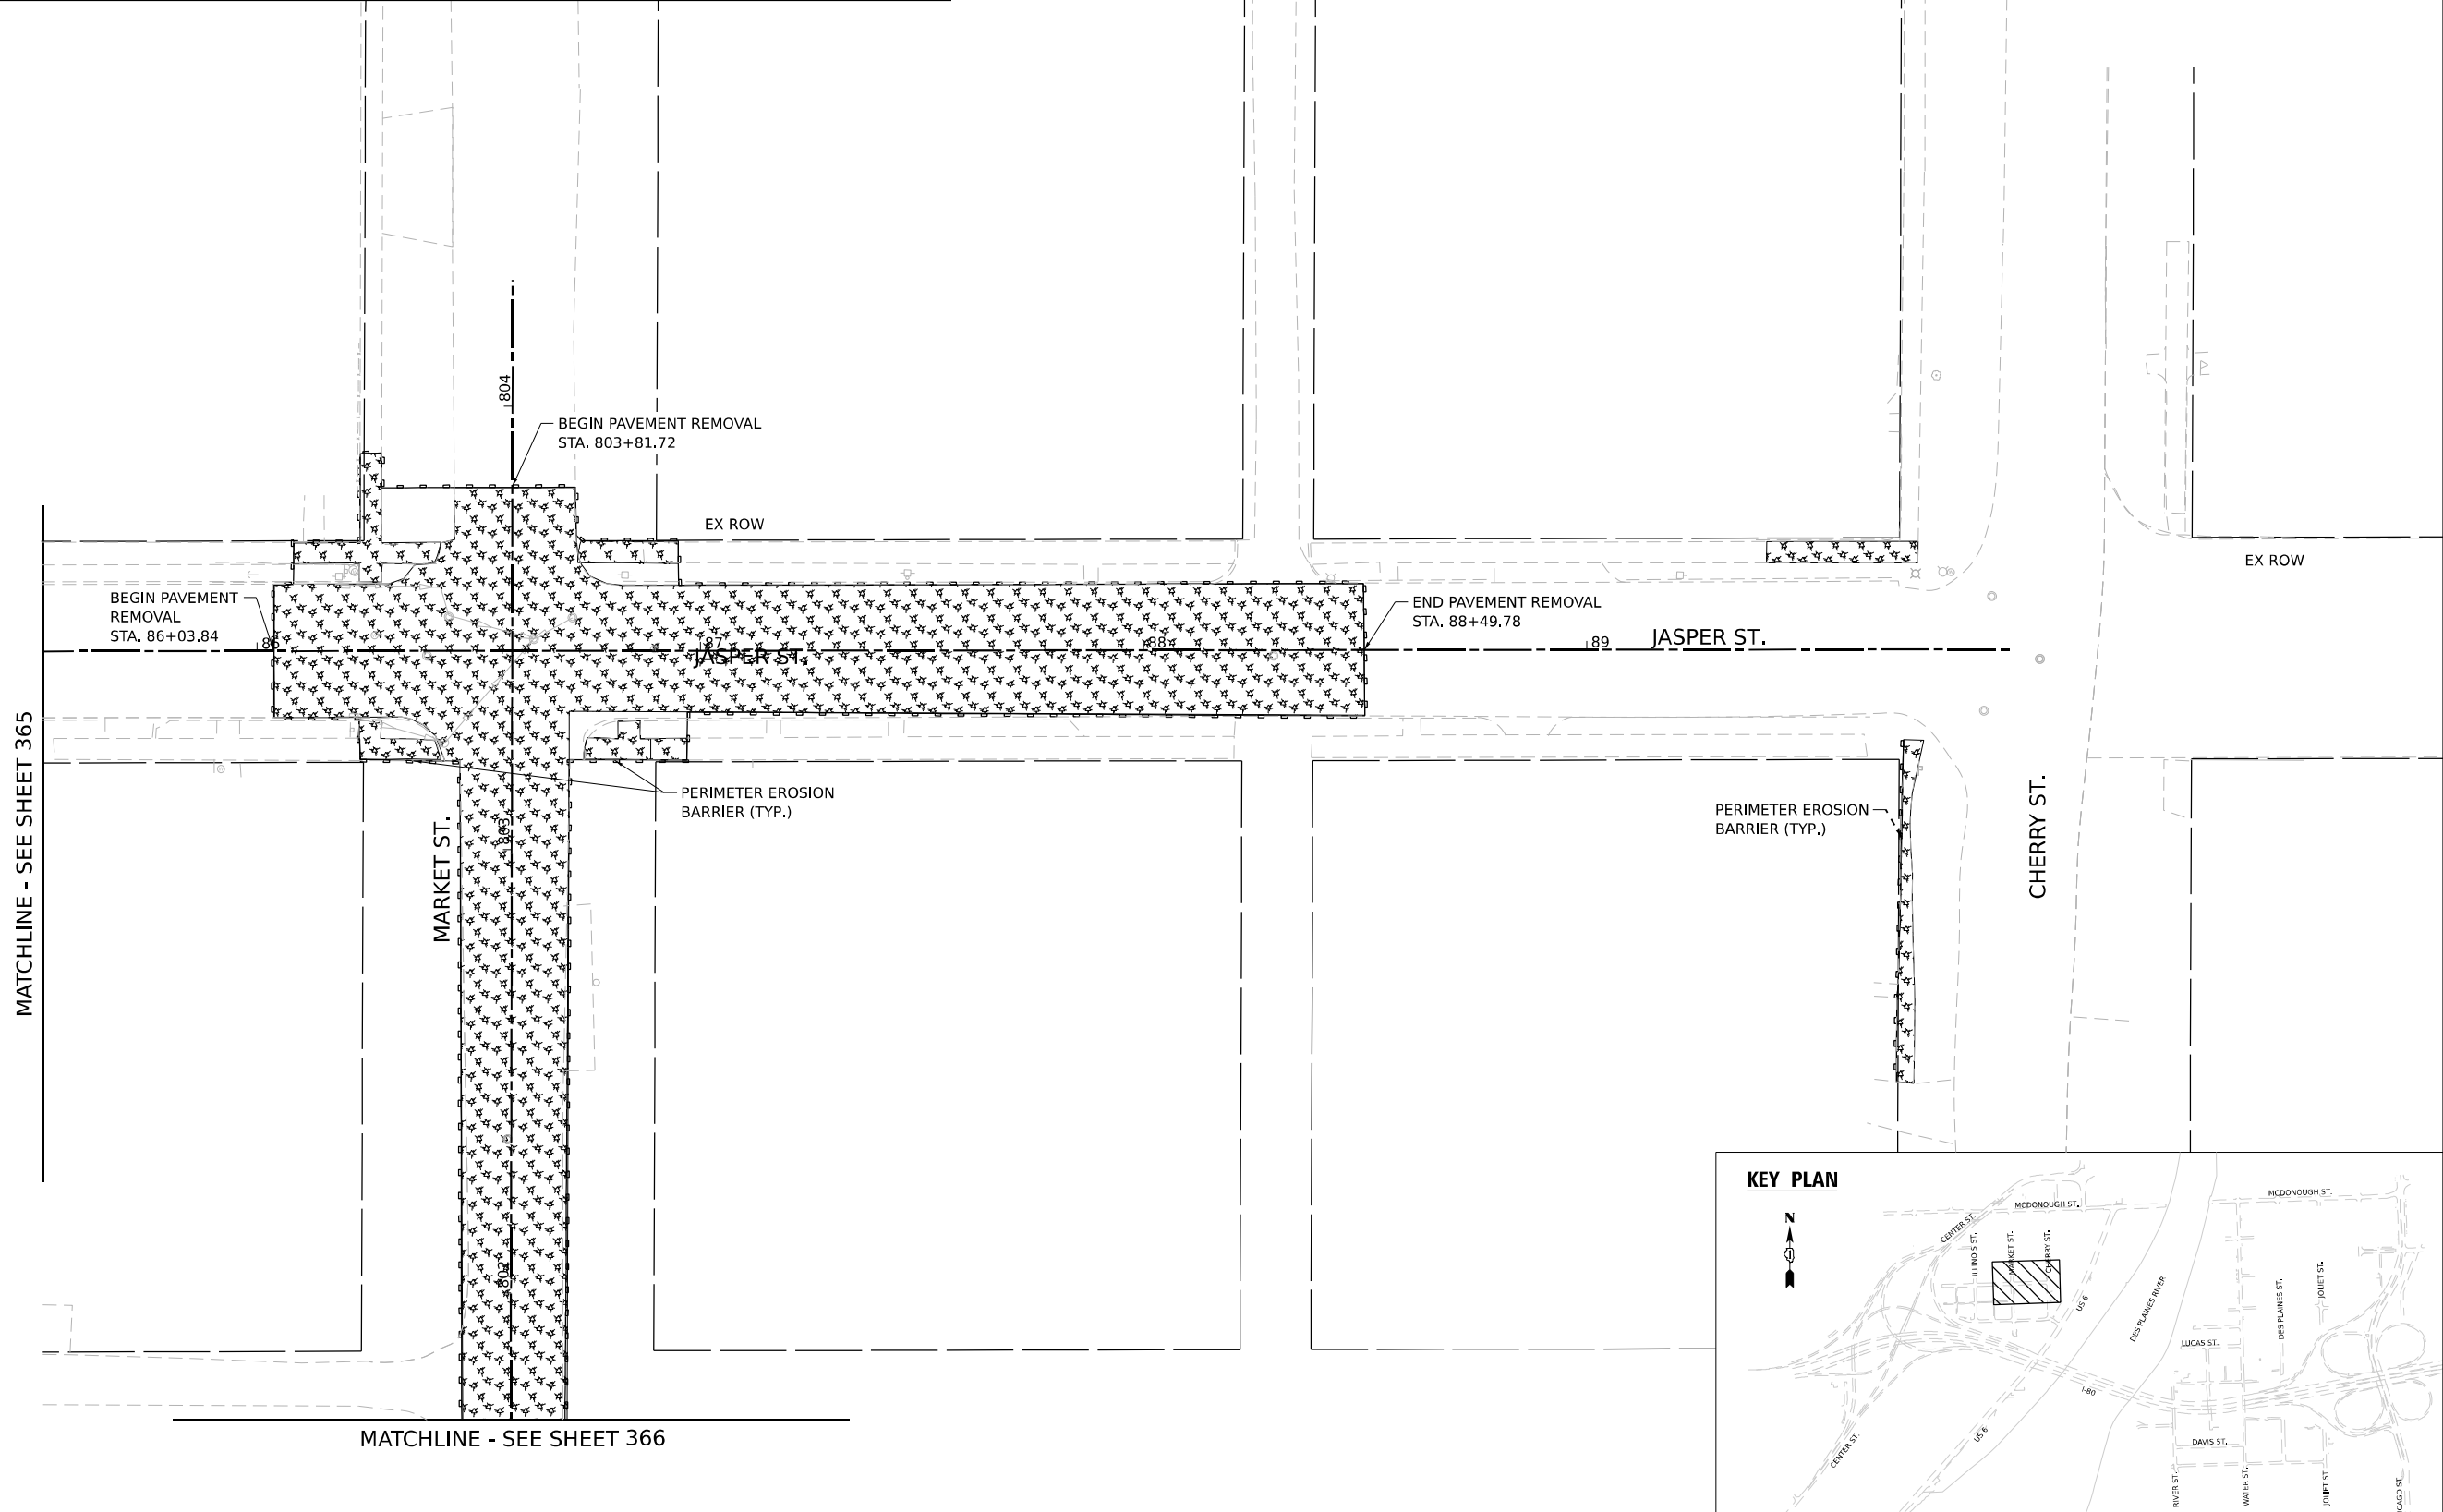 804
BEGIN PAVEMENT REMOVAL
STA. 803+81.72
EX ROW
EX ROW
BEGIN PAVEMENT
REMOVAL
STA. 86+03.84
86
87
JASPER ST.
88
END PAVEMENT REMOVAL
STA. 88+49.78
89
JASPER ST.
MATCHLINE - SEE SHEET 365
MARKET ST.
803
PERIMETER EROSION
BARRIER (TYP.)
PERIMETER EROSION
BARRIER (TYP.)
CHERRY ST.
802
MATCHLINE - SEE SHEET 366
KEY PLAN
N
MCDONOUGH ST.
MCDONOUGH ST.
CENTER ST.
ILLINOIS ST.
MARKET ST.
CHERRY ST.
US 6
DES PLAINES RIVER
DES PLAINES ST.
JOLIET ST.
LUCAS ST.
I-80
CENTER ST.
US 6
DAVIS ST.
RIVER ST.
WATER ST.
JOLIET ST.
CAGO ST.